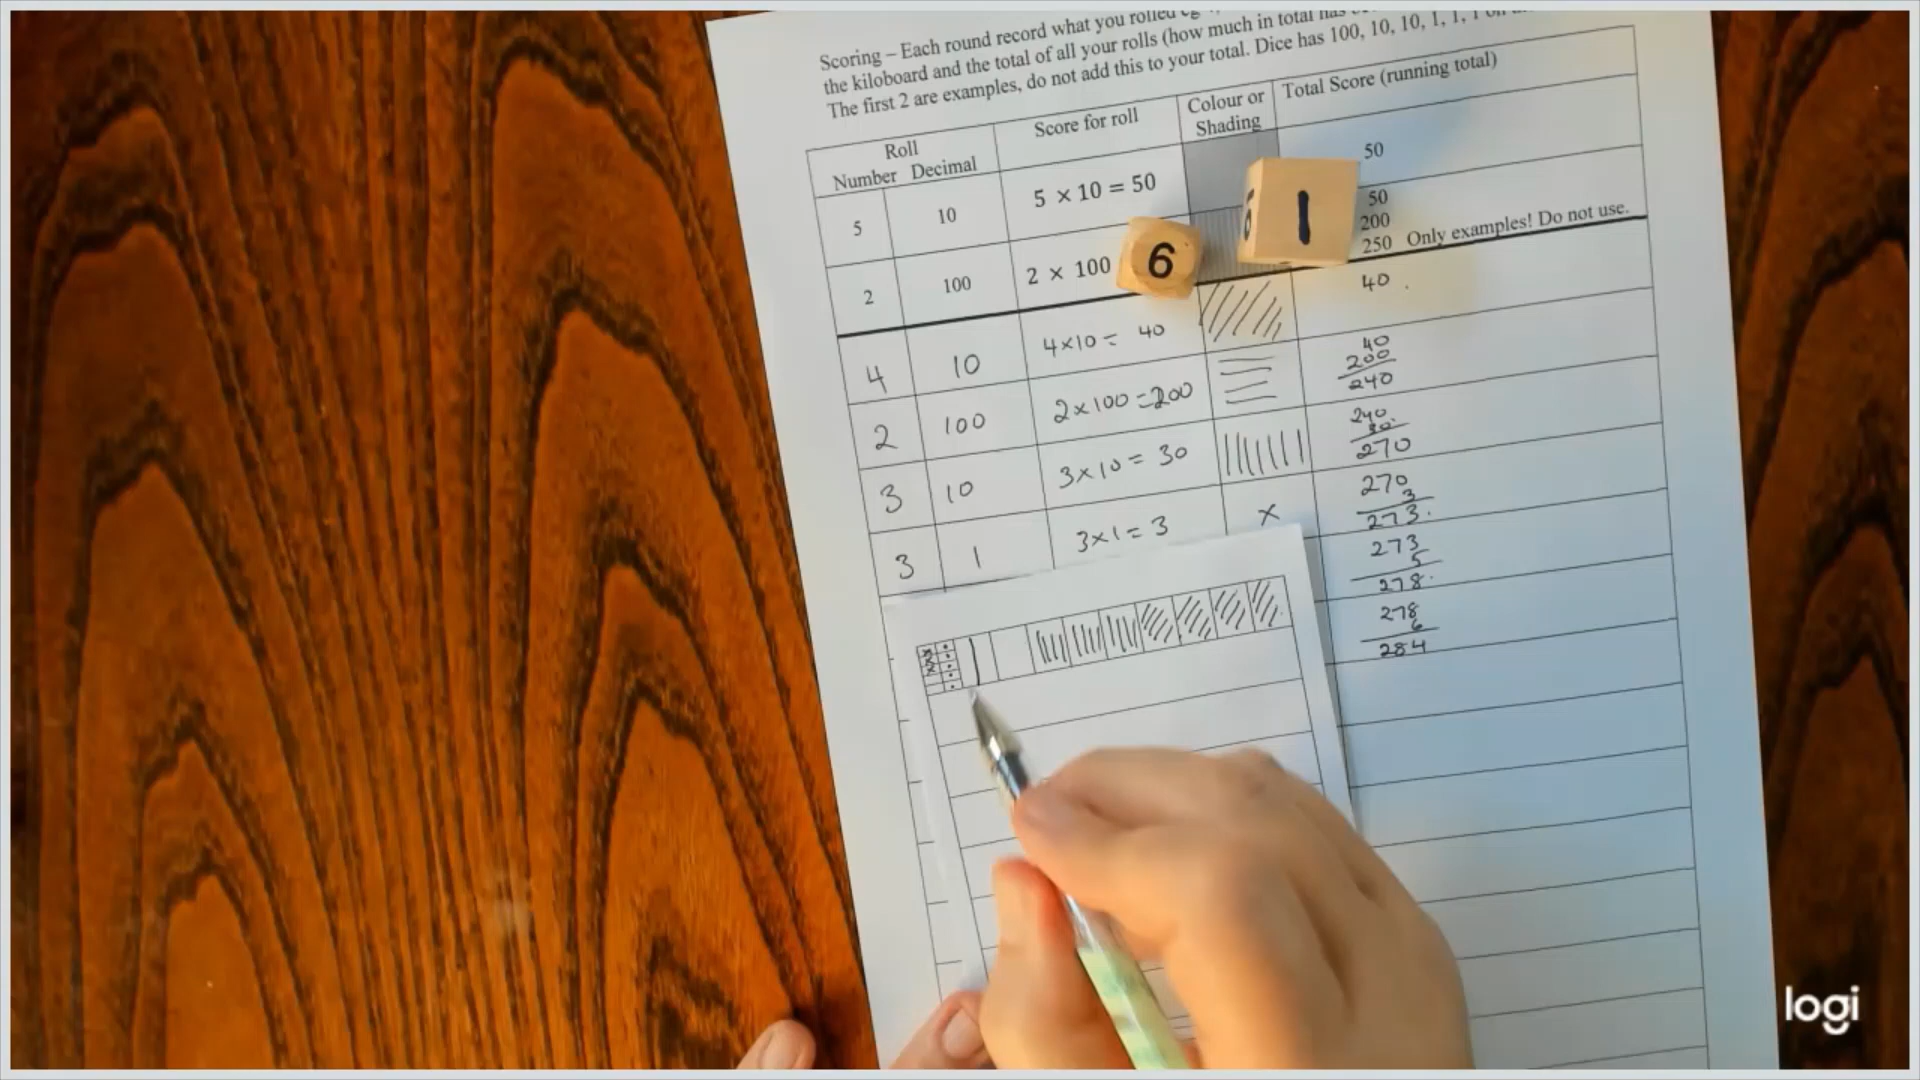 Scoring – Each round record what you rolled eg
the kiloboard and the total of all your rolls (how much in total has
The first 2 are examples, do not add this to your total. Dice has 100, 10, 10, 1, 1, 1 on
Roll
Number Decimal
Score for roll
Colour or
Shading
Total Score (running total)
5 10 5 × 10 = 50 50
2 100 2 × 100
50
200
250 Only examples! Do not use.
6
1
4 10 4×10 = 40 40
2 100 2×100 = 200
40
200
240
3 10 3×10 = 30
240
30
270
3 1 3×1 = 3 x
270
3
273
273
5
278
278
6
284
logi